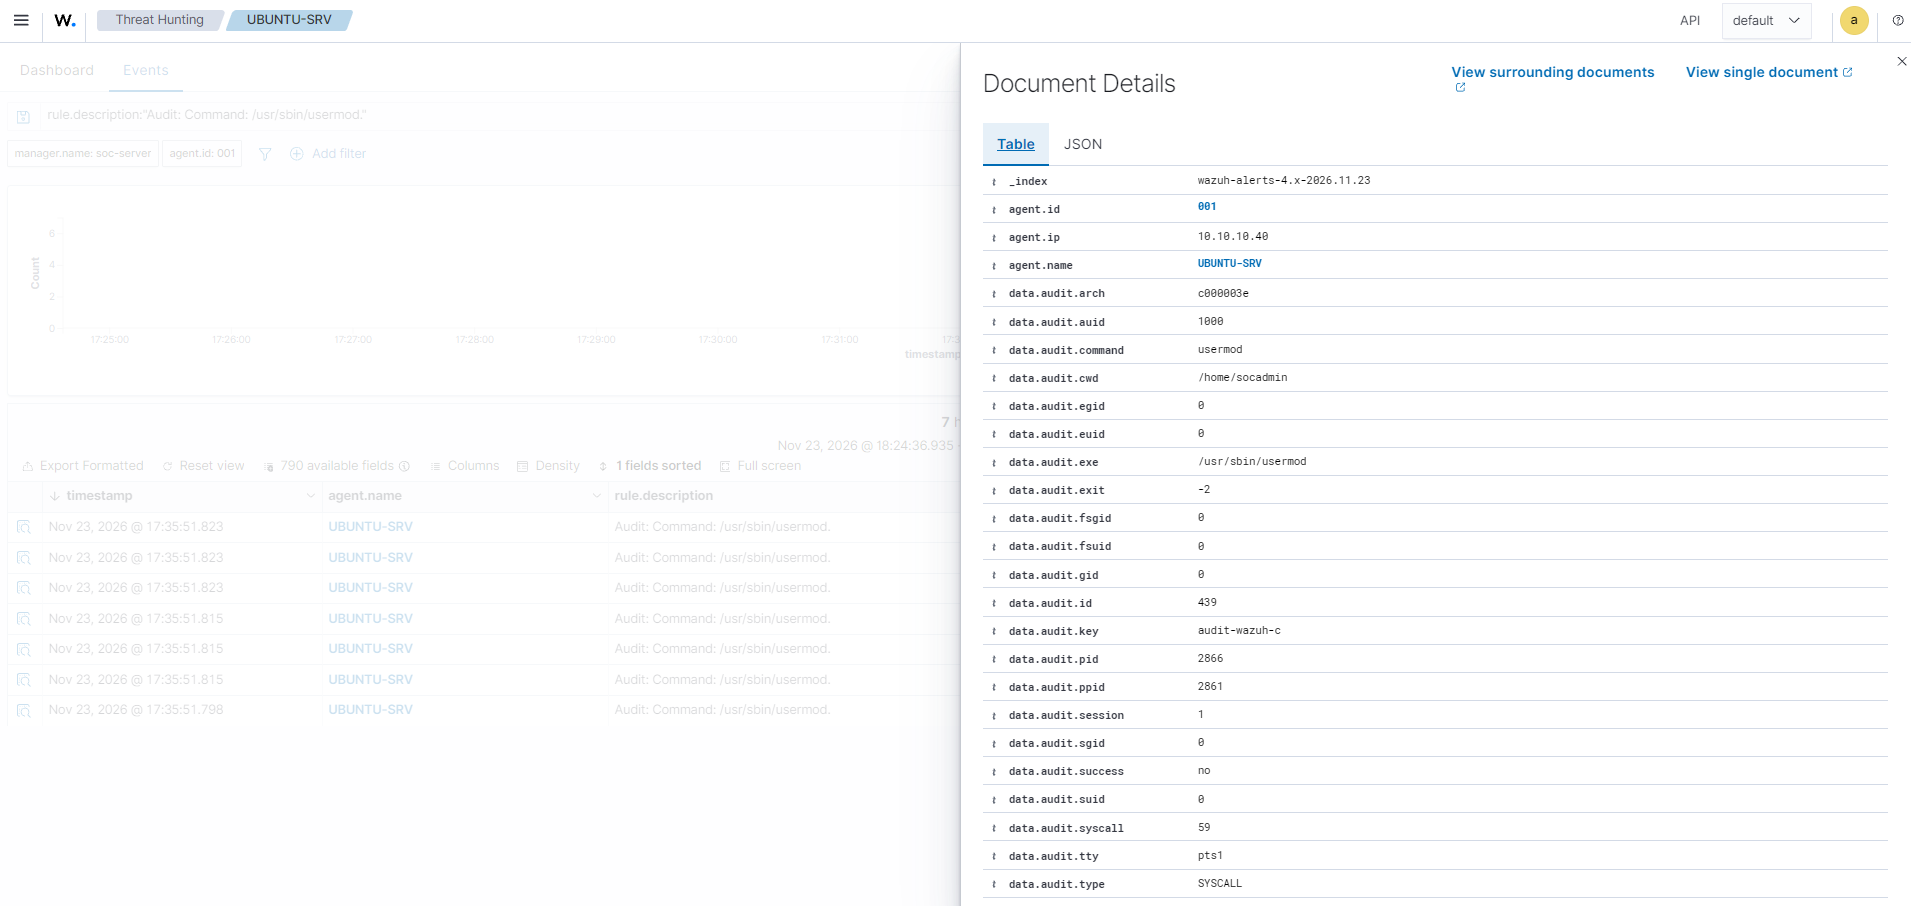 W.
Threat Hunting
UBUNTU-SRV
API
default
a
Dashboard
Events
rule.description:"Audit: Command: /usr/sbin/usermod."
manager.name: soc-server
agent.id: 001
Add filter
Count
6
4
2
0
17:25:00
17:26:00
17:27:00
17:28:00
17:29:00
17:30:00
17:31:00
17:3
timestamp
7 h
Nov 23, 2026 @ 18:24:36.935 -
Export Formatted
Reset view
790 available fields
Columns
Density
1 fields sorted
Full screen
timestamp agent.name rule.description
Nov 23, 2026 @ 17:35:51.823 UBUNTU-SRV Audit: Command: /usr/sbin/usermod.
Nov 23, 2026 @ 17:35:51.823 UBUNTU-SRV Audit: Command: /usr/sbin/usermod.
Nov 23, 2026 @ 17:35:51.823 UBUNTU-SRV Audit: Command: /usr/sbin/usermod.
Nov 23, 2026 @ 17:35:51.815 UBUNTU-SRV Audit: Command: /usr/sbin/usermod.
Nov 23, 2026 @ 17:35:51.815 UBUNTU-SRV Audit: Command: /usr/sbin/usermod.
Nov 23, 2026 @ 17:35:51.815 UBUNTU-SRV Audit: Command: /usr/sbin/usermod.
Nov 23, 2026 @ 17:35:51.798 UBUNTU-SRV Audit: Command: /usr/sbin/usermod.
Document Details
View surrounding documents
View single document
Table
JSON
t _index wazuh-alerts-4.x-2026.11.23
t agent.id 001
t agent.ip 10.10.10.40
t agent.name UBUNTU-SRV
t data.audit.arch c000003e
t data.audit.auid 1000
t data.audit.command usermod
t data.audit.cwd /home/socadmin
t data.audit.egid 0
t data.audit.euid 0
t data.audit.exe /usr/sbin/usermod
t data.audit.exit -2
t data.audit.fsgid 0
t data.audit.fsuid 0
t data.audit.gid 0
t data.audit.id 439
t data.audit.key audit-wazuh-c
t data.audit.pid 2866
t data.audit.ppid 2861
t data.audit.session 1
t data.audit.sgid 0
t data.audit.success no
t data.audit.suid 0
t data.audit.syscall 59
t data.audit.tty pts1
t data.audit.type SYSCALL